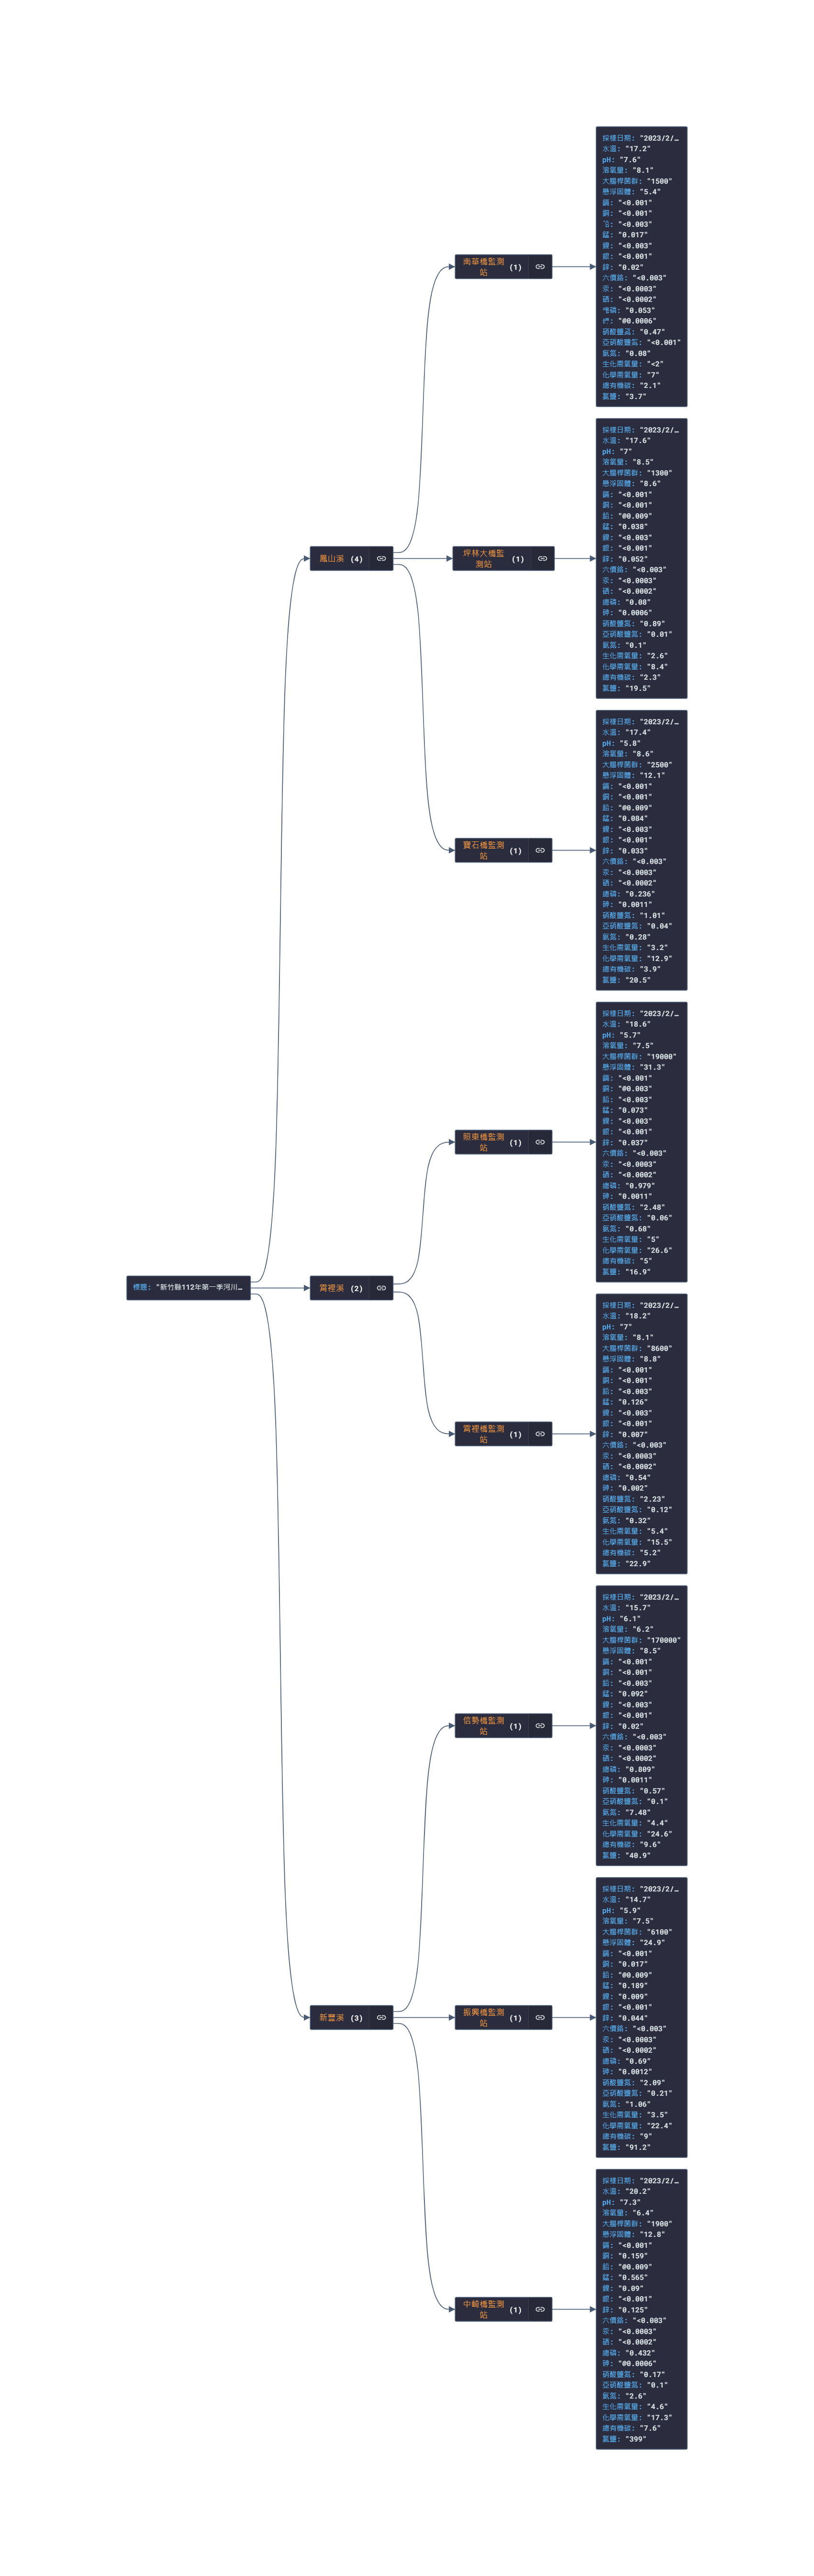 標題: "新竹縣112年第一季河川…
鳳山溪 (4)
南華橋監測
站 (1)
採樣日期: "2023/2/…
水溫: "17.2"
pH: "7.6"
溶氧量: "8.1"
大腸桿菌群: "1500"
懸浮固體: "5.4"
鎘: "<0.001"
銅: "<0.001"
鉛: "<0.003"
錳: "0.017"
鎳: "<0.003"
銀: "<0.001"
鋅: "0.02"
六價鉻: "<0.003"
汞: "<0.0003"
硒: "<0.0002"
總磷: "0.053"
砷: "@0.0006"
硝酸鹽氮: "0.47"
亞硝酸鹽氮: "<0.001"
氨氮: "0.08"
生化需氧量: "<2"
化學需氧量: "7"
總有機碳: "2.1"
氯鹽: "3.7"
坪林大橋監
測站 (1)
採樣日期: "2023/2/…
水溫: "17.6"
pH: "7"
溶氧量: "8.5"
大腸桿菌群: "1300"
懸浮固體: "8.6"
鎘: "<0.001"
銅: "<0.001"
鉛: "@0.009"
錳: "0.038"
鎳: "<0.003"
銀: "<0.001"
鋅: "0.052"
六價鉻: "<0.003"
汞: "<0.0003"
硒: "<0.0002"
總磷: "0.08"
砷: "0.0006"
硝酸鹽氮: "0.89"
亞硝酸鹽氮: "0.01"
氨氮: "0.1"
生化需氧量: "2.6"
化學需氧量: "8.4"
總有機碳: "2.3"
氯鹽: "19.5"
寶石橋監測
站 (1)
採樣日期: "2023/2/…
水溫: "17.4"
pH: "5.8"
溶氧量: "8.6"
大腸桿菌群: "2500"
懸浮固體: "12.1"
鎘: "<0.001"
銅: "<0.001"
鉛: "@0.009"
錳: "0.084"
鎳: "<0.003"
銀: "<0.001"
鋅: "0.033"
六價鉻: "<0.003"
汞: "<0.0003"
硒: "<0.0002"
總磷: "0.236"
砷: "0.0011"
硝酸鹽氮: "1.01"
亞硝酸鹽氮: "0.04"
氨氮: "0.28"
生化需氧量: "3.2"
化學需氧量: "12.9"
總有機碳: "3.9"
氯鹽: "20.5"
霄裡溪 (2)
照東橋監測
站 (1)
採樣日期: "2023/2/…
水溫: "18.6"
pH: "5.7"
溶氧量: "7.5"
大腸桿菌群: "19000"
懸浮固體: "31.3"
鎘: "<0.001"
銅: "@0.003"
鉛: "<0.003"
錳: "0.073"
鎳: "<0.003"
銀: "<0.001"
鋅: "0.037"
六價鉻: "<0.003"
汞: "<0.0003"
硒: "<0.0002"
總磷: "0.979"
砷: "0.0011"
硝酸鹽氮: "2.48"
亞硝酸鹽氮: "0.06"
氨氮: "0.68"
生化需氧量: "5"
化學需氧量: "26.6"
總有機碳: "5"
氯鹽: "16.9"
霄裡橋監測
站 (1)
採樣日期: "2023/2/…
水溫: "18.2"
pH: "7"
溶氧量: "8.1"
大腸桿菌群: "8600"
懸浮固體: "8.8"
鎘: "<0.001"
銅: "<0.001"
鉛: "<0.003"
錳: "0.126"
鎳: "<0.003"
銀: "<0.001"
鋅: "0.007"
六價鉻: "<0.003"
汞: "<0.0003"
硒: "<0.0002"
總磷: "0.54"
砷: "0.002"
硝酸鹽氮: "2.23"
亞硝酸鹽氮: "0.12"
氨氮: "0.32"
生化需氧量: "5.4"
化學需氧量: "15.5"
總有機碳: "5.2"
氯鹽: "22.9"
新豐溪 (3)
信勢橋監測
站 (1)
採樣日期: "2023/2/…
水溫: "15.7"
pH: "6.1"
溶氧量: "6.2"
大腸桿菌群: "170000"
懸浮固體: "8.5"
鎘: "<0.001"
銅: "<0.001"
鉛: "<0.003"
錳: "0.092"
鎳: "<0.003"
銀: "<0.001"
鋅: "0.02"
六價鉻: "<0.003"
汞: "<0.0003"
硒: "<0.0002"
總磷: "0.809"
砷: "0.0011"
硝酸鹽氮: "0.57"
亞硝酸鹽氮: "0.1"
氨氮: "7.48"
生化需氧量: "4.4"
化學需氧量: "24.6"
總有機碳: "9.6"
氯鹽: "40.9"
振興橋監測
站 (1)
採樣日期: "2023/2/…
水溫: "14.7"
pH: "5.9"
溶氧量: "7.5"
大腸桿菌群: "6100"
懸浮固體: "24.9"
鎘: "<0.001"
銅: "0.017"
鉛: "@0.009"
錳: "0.189"
鎳: "0.009"
銀: "<0.001"
鋅: "0.044"
六價鉻: "<0.003"
汞: "<0.0003"
硒: "<0.0002"
總磷: "0.69"
砷: "0.0012"
硝酸鹽氮: "2.09"
亞硝酸鹽氮: "0.21"
氨氮: "1.06"
生化需氧量: "3.5"
化學需氧量: "22.4"
總有機碳: "9"
氯鹽: "91.2"
中崎橋監測
站 (1)
採樣日期: "2023/2/…
水溫: "20.2"
pH: "7.3"
溶氧量: "6.4"
大腸桿菌群: "1900"
懸浮固體: "12.8"
鎘: "<0.001"
銅: "0.159"
鉛: "@0.009"
錳: "0.565"
鎳: "0.09"
銀: "<0.001"
鋅: "0.125"
六價鉻: "<0.003"
汞: "<0.0003"
硒: "<0.0002"
總磷: "0.432"
砷: "@0.0006"
硝酸鹽氮: "0.17"
亞硝酸鹽氮: "0.1"
氨氮: "2.6"
生化需氧量: "4.6"
化學需氧量: "17.3"
總有機碳: "7.6"
氯鹽: "399"